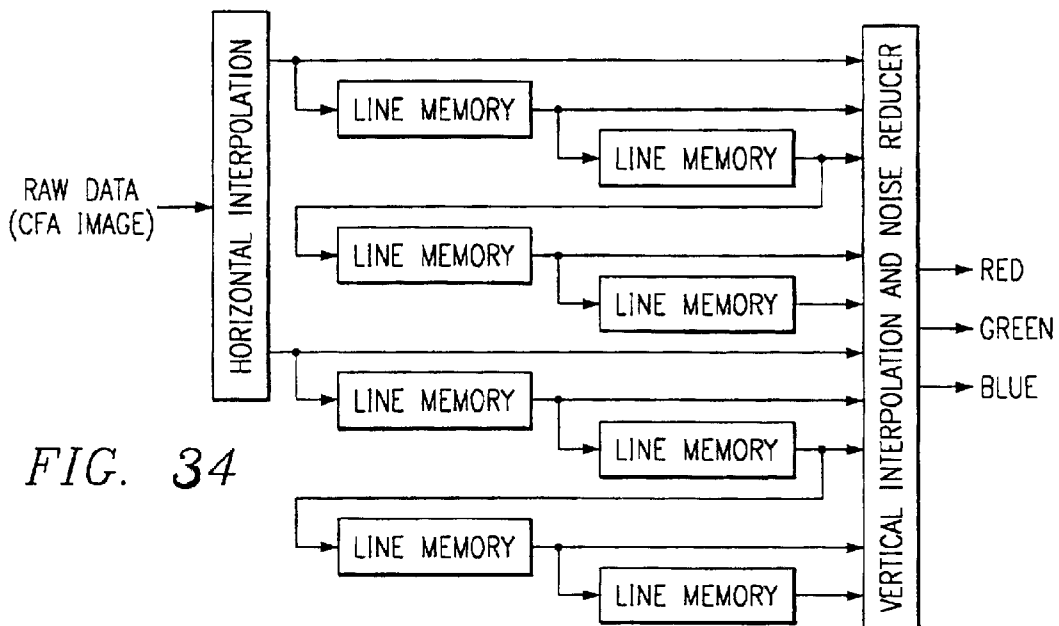 HORIZONTAL INTERPOLATION
LINE MEMORY
LINE MEMORY
RAW DATA
(CFA IMAGE)
LINE MEMORY
LINE MEMORY
LINE MEMORY
LINE MEMORY
LINE MEMORY
LINE MEMORY
VERTICAL INTERPOLATION AND NOISE REDUCER
RED
GREEN
BLUE
FIG. 34